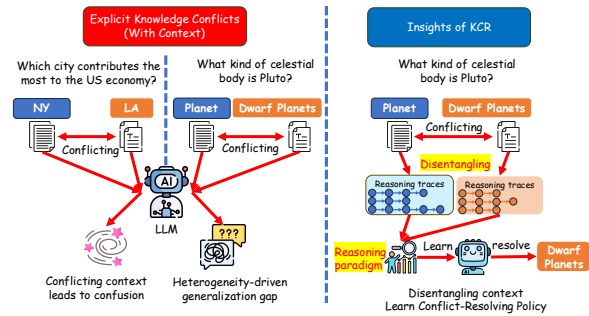 Explicit Knowledge Conflicts
(With Context)
Which city contributes the
most to the US economy?
NY
LA
Conflicting
What kind of celestial
body is Pluto?
Planet
Dwarf Planets
Conflicting
AI
LLM
???
Conflicting context
leads to confusion
Heterogeneity-driven
generalization gap
Insights of KCR
What kind of celestial
body is Pluto?
Planet
Dwarf Planets
Conflicting
Disentangling
Reasoning traces
Reasoning traces
Reasoning
paradigm
Learn
resolve
Dwarf
Planets
Disentangling context
Learn Conflict-Resolving Policy